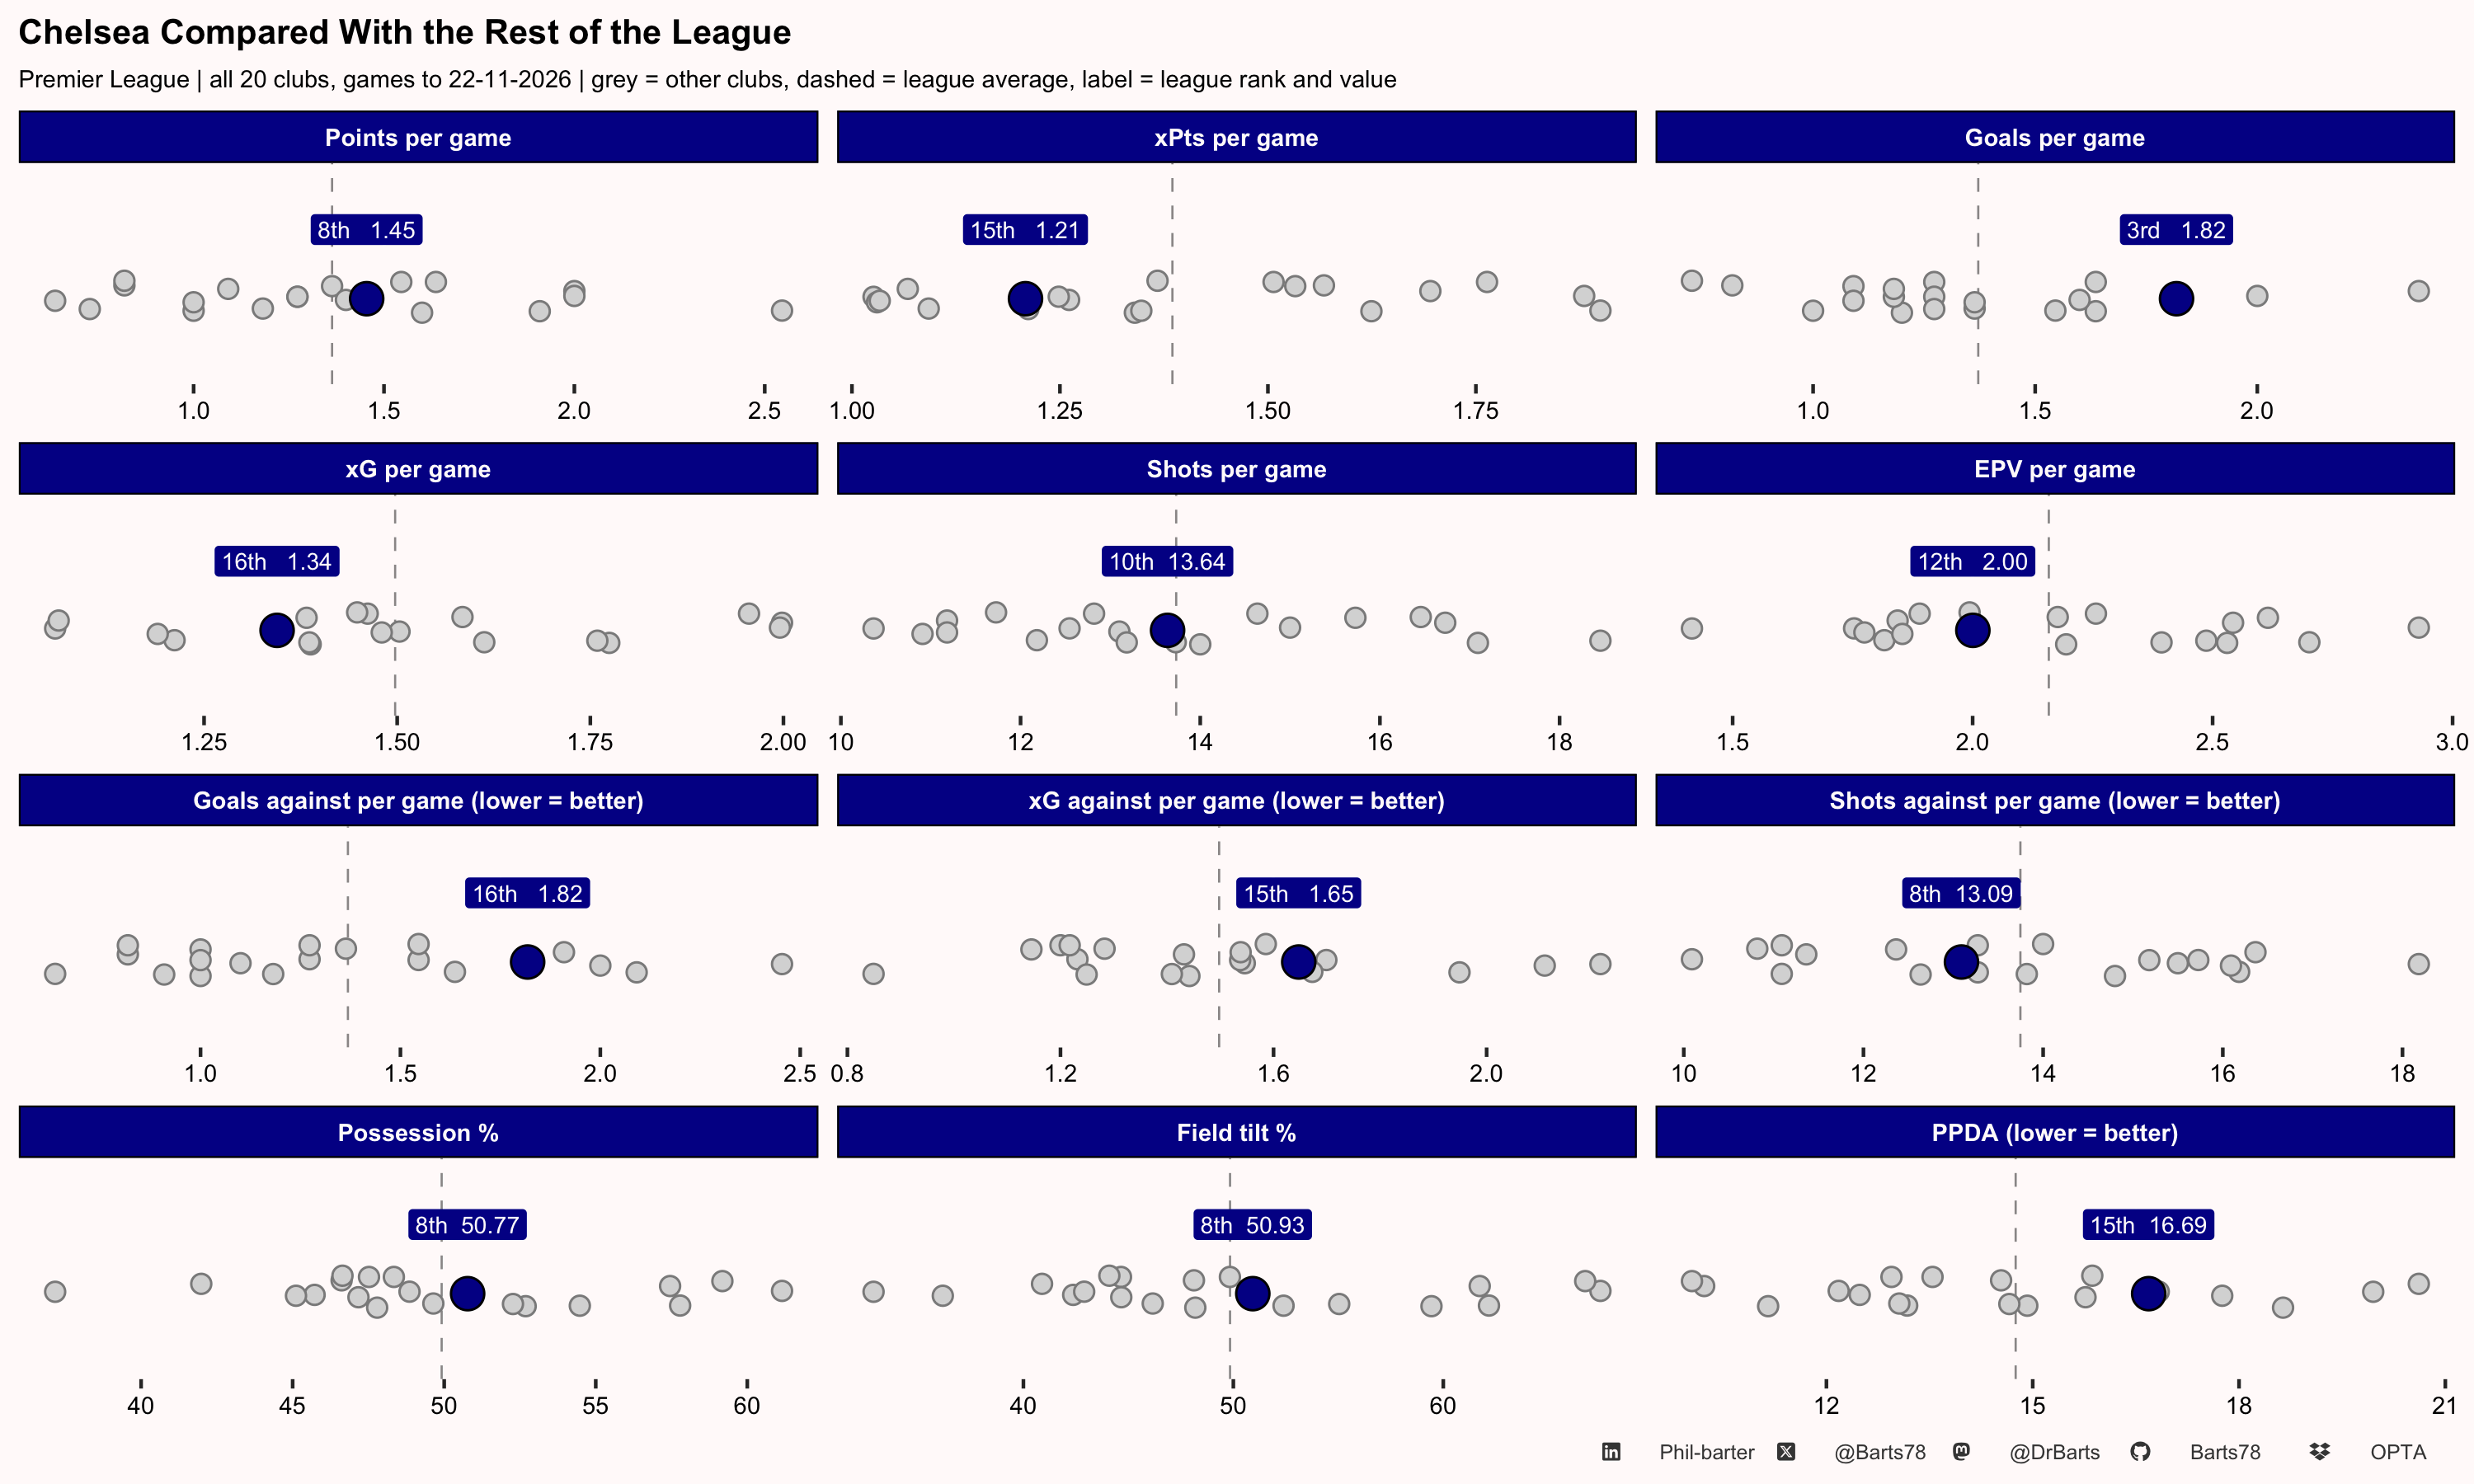 Chelsea Compared With the Rest of the League
Premier League | all 20 clubs, games to 22-11-2026 | grey = other clubs, dashed = league average, label = league rank and value
Points per game
xPts per game
Goals per game
8th 1.45
15th 1.21
3rd 1.82
1.0 1.5 2.0 2.5
1.00 1.25 1.50 1.75
1.0 1.5 2.0
xG per game
Shots per game
EPV per game
16th 1.34
10th 13.64
12th 2.00
1.25 1.50 1.75 2.00
10 12 14 16 18
1.5 2.0 2.5 3.0
Goals against per game (lower = better)
xG against per game (lower = better)
Shots against per game (lower = better)
16th 1.82
15th 1.65
8th 13.09
1.0 1.5 2.0 2.5
0.8 1.2 1.6 2.0
10 12 14 16 18
Possession %
Field tilt %
PPDA (lower = better)
8th 50.77
8th 50.93
15th 16.69
40 45 50 55 60
40 50 60
12 15 18 21
Phil-barter @Barts78 @DrBarts Barts78 OPTA